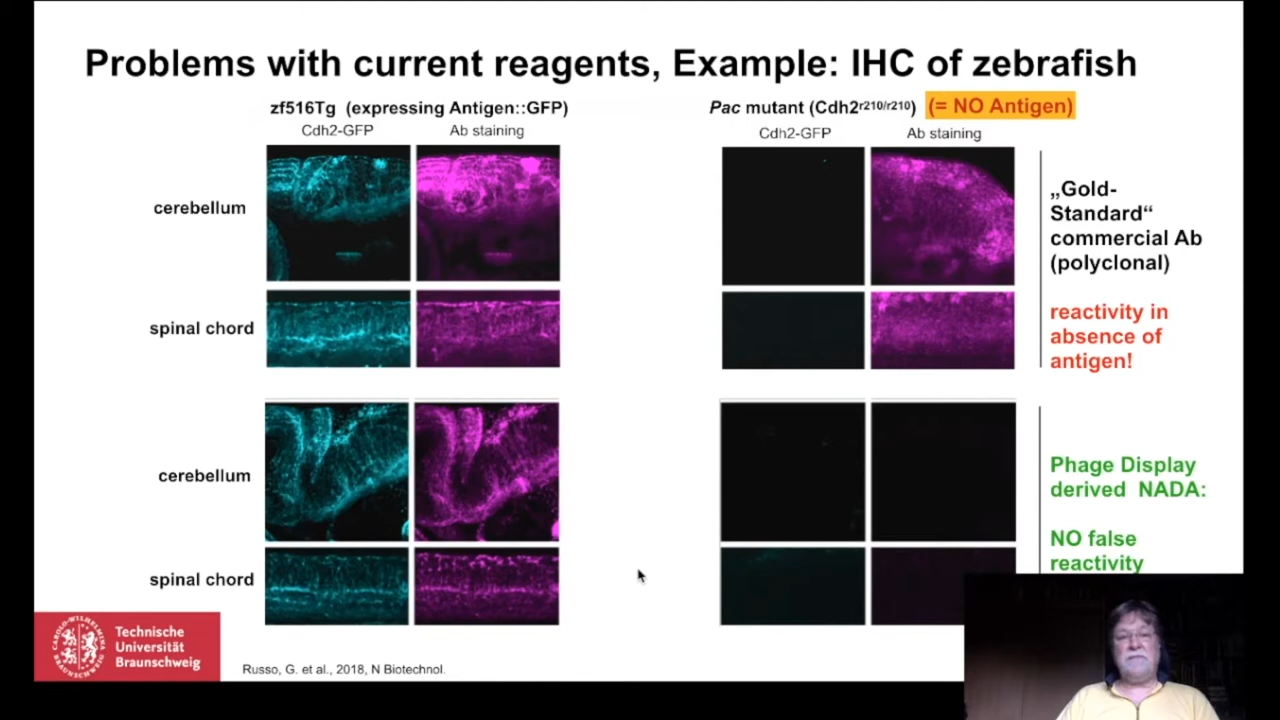 Problems with current reagents, Example: IHC of zebrafish
zf516Tg (expressing Antigen::GFP)
Cdh2-GFP Ab staining
Pac mutant (Cdh2r210/r210) (= NO Antigen)
Cdh2-GFP Ab staining
cerebellum
spinal chord
„Gold-
Standard“
commercial Ab
(polyclonal)
reactivity in
absence of
antigen!
cerebellum
spinal chord
Phage Display
derived NADA:
NO false
reactivity
CAROLO-WILHELMINA
BRAUNSCHWEIG
Technische
Universität
Braunschweig
Russo, G. et al., 2018, N Biotechnol.